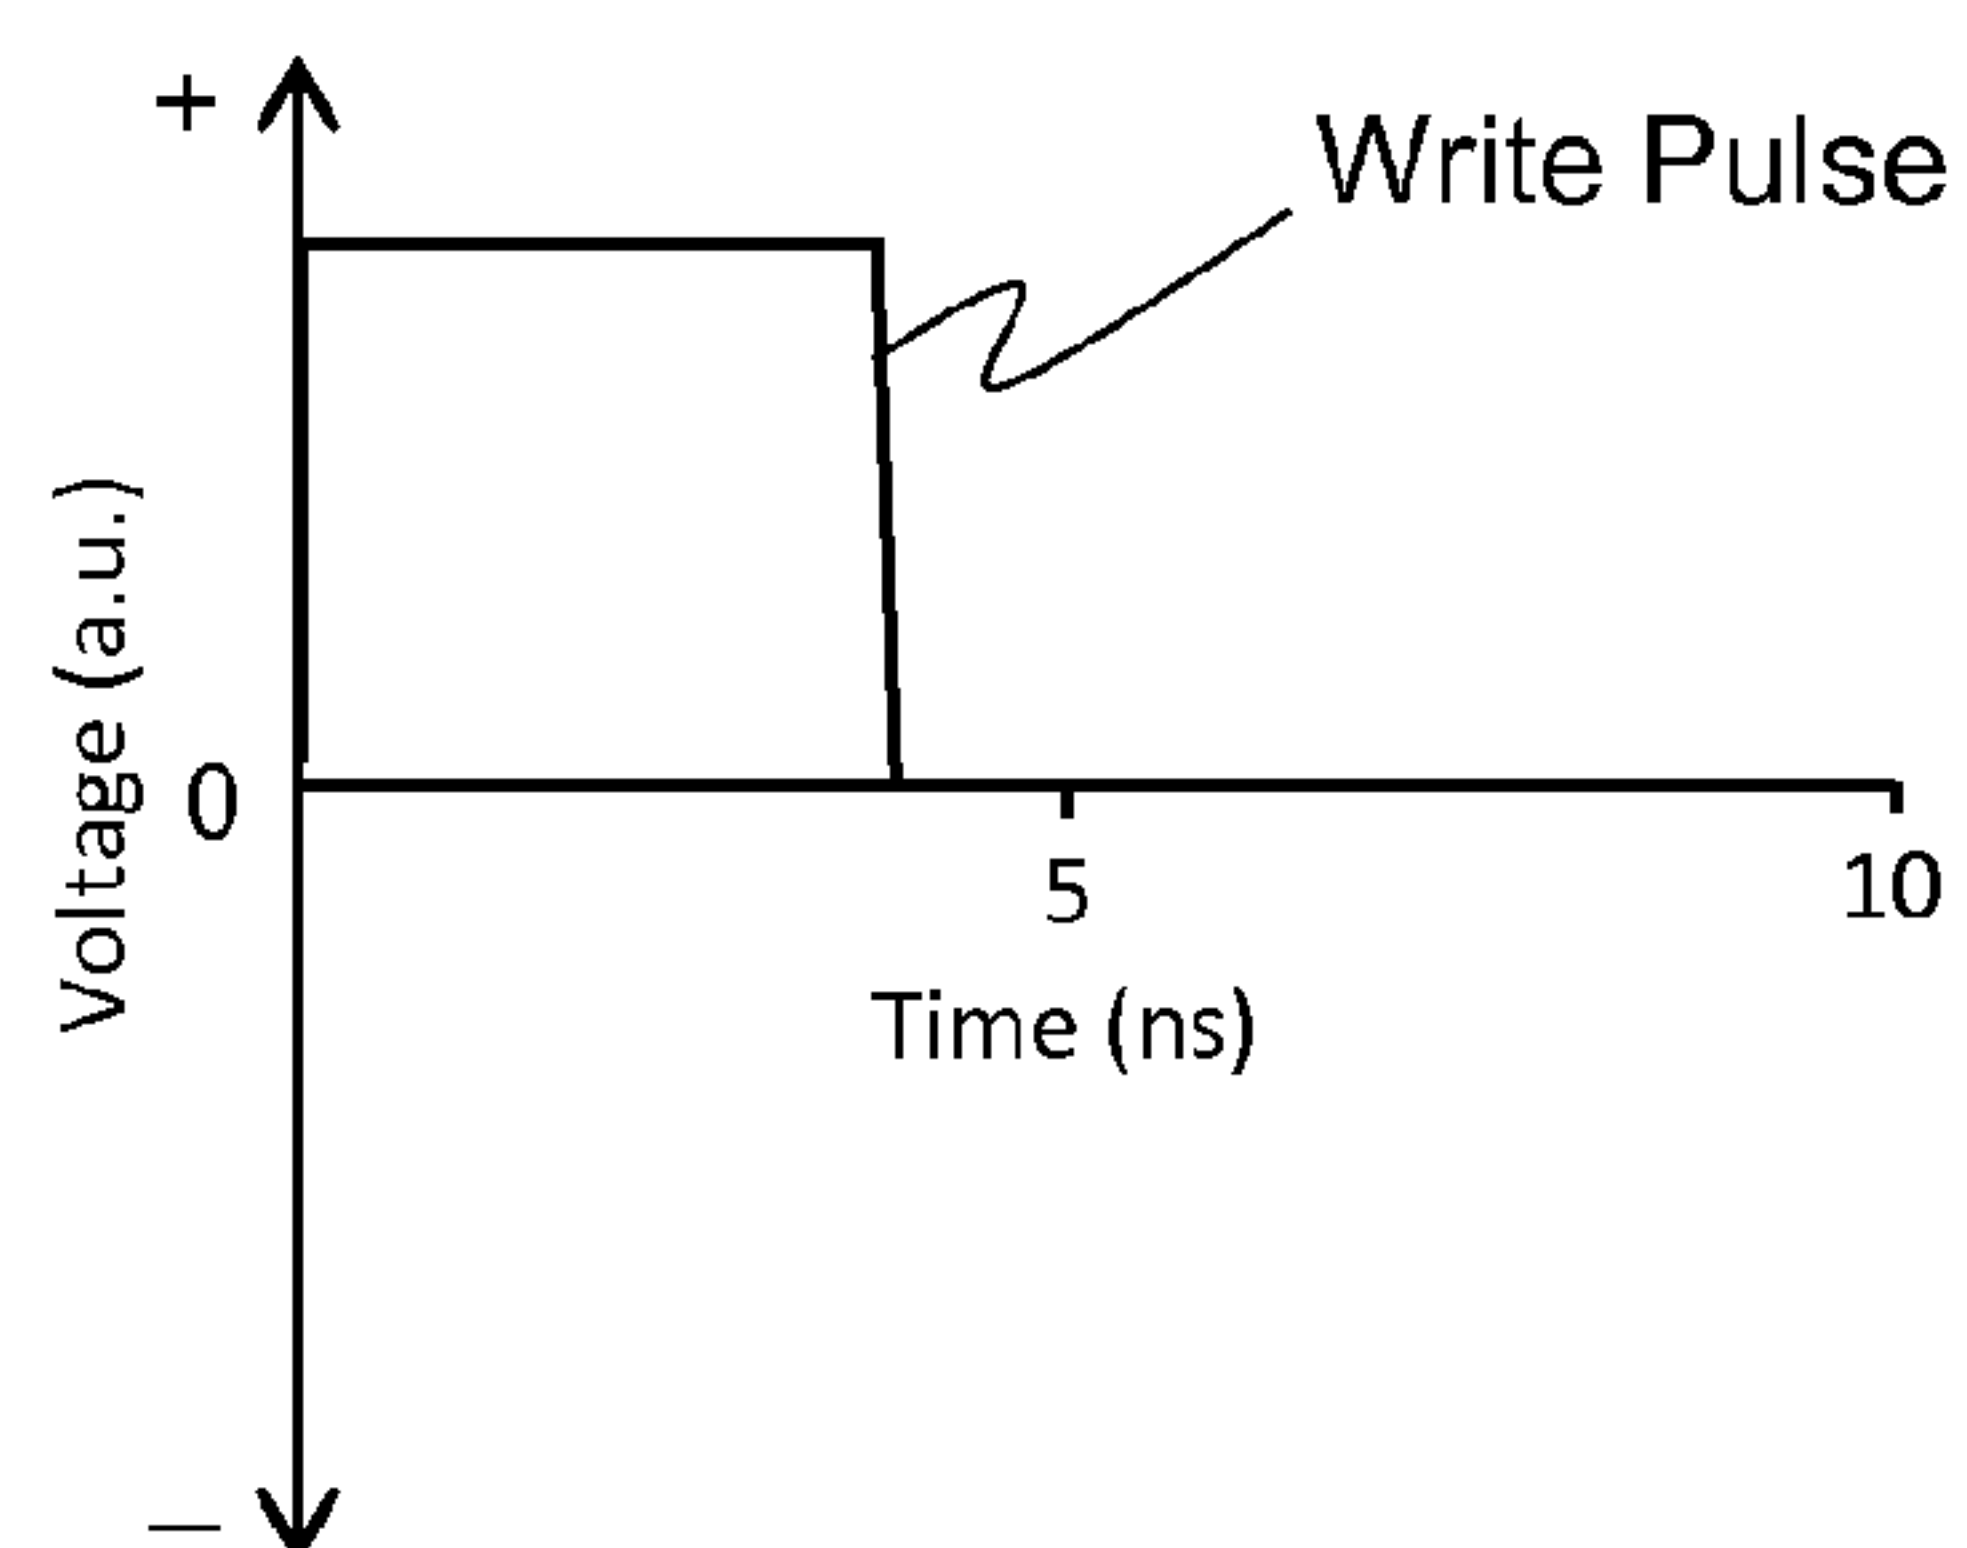 +
Write Pulse
Voltage (a.u.)
0
5
10
Time (ns)
—